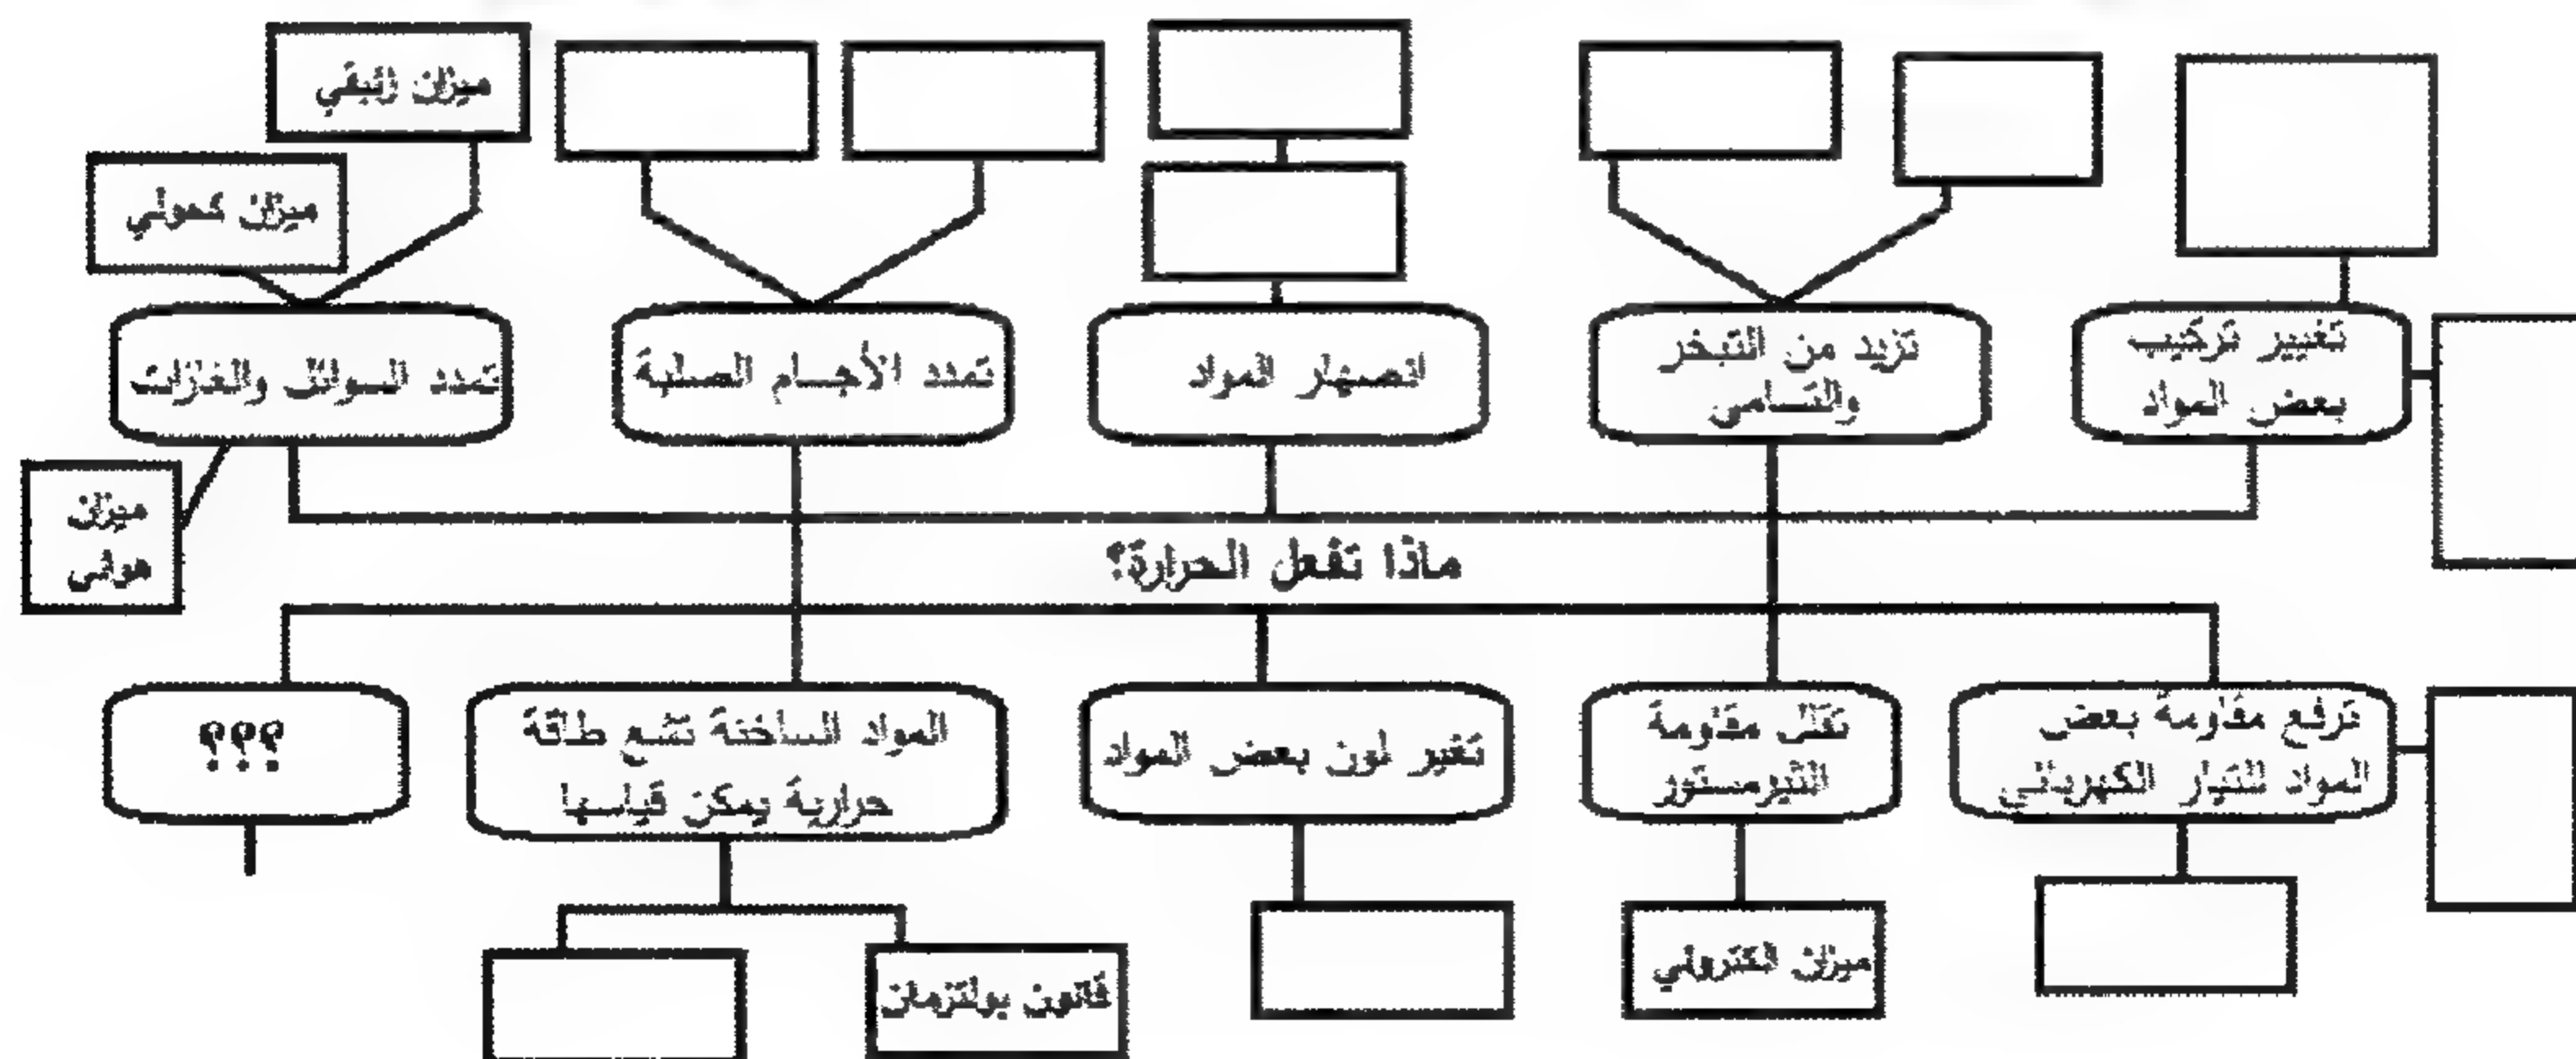 ميزان زئبقي
ميزان كحولي
تغيير تركيب
بعض المواد
تزيد من التبخر
والتسامي
انصهار المواد
تمدد الأجسام الصلبة
تمدد السوائل والغازات
ميزان
هوائي
ماذا تفعل الحرارة؟
ترفع مقاومة بعض
المواد للتيار الكهربائي
تقلل مقاومة
الثيرمستور
تغير لون بعض المواد
المواد الساخنة تشع طاقة
حرارية يمكن قياسها
؟؟؟
ميزان الكتروني
قانون بولتزمان